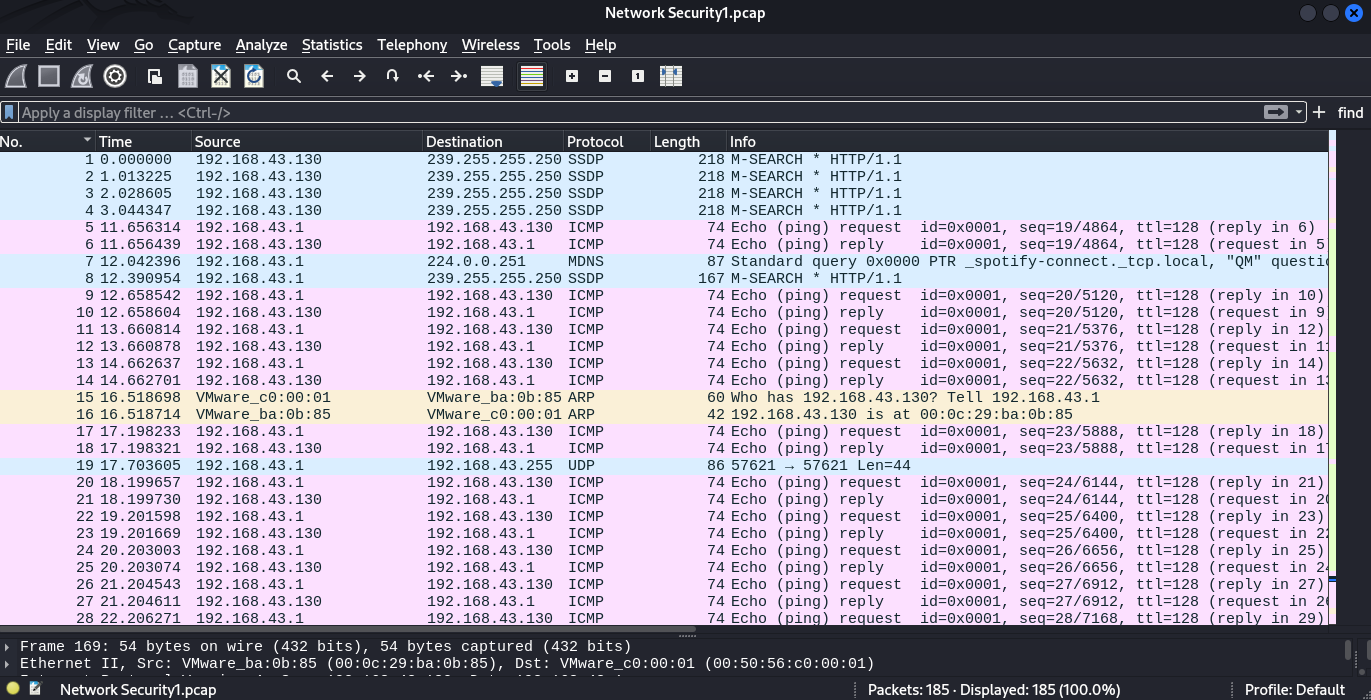 Network Security1.pcap
File Edit View Go Capture Analyze Statistics Telephony Wireless Tools Help
Apply a display filter … <Ctrl-/> find
No. Time Source Destination Protocol Length Info
1 0.000000 192.168.43.130 239.255.255.250 SSDP 218 M-SEARCH * HTTP/1.1
2 1.013225 192.168.43.130 239.255.255.250 SSDP 218 M-SEARCH * HTTP/1.1
3 2.028605 192.168.43.130 239.255.255.250 SSDP 218 M-SEARCH * HTTP/1.1
4 3.044347 192.168.43.130 239.255.255.250 SSDP 218 M-SEARCH * HTTP/1.1
5 11.656314 192.168.43.1 192.168.43.130 ICMP 74 Echo (ping) request id=0x0001, seq=19/4864, ttl=128 (reply in 6)
6 11.656439 192.168.43.130 192.168.43.1 ICMP 74 Echo (ping) reply id=0x0001, seq=19/4864, ttl=128 (request in 5
7 12.042396 192.168.43.1 224.0.0.251 MDNS 87 Standard query 0x0000 PTR _spotify-connect._tcp.local, "QM" questi
8 12.390954 192.168.43.1 239.255.255.250 SSDP 167 M-SEARCH * HTTP/1.1
9 12.658542 192.168.43.1 192.168.43.130 ICMP 74 Echo (ping) request id=0x0001, seq=20/5120, ttl=128 (reply in 10)
10 12.658604 192.168.43.130 192.168.43.1 ICMP 74 Echo (ping) reply id=0x0001, seq=20/5120, ttl=128 (request in 9
11 13.660814 192.168.43.1 192.168.43.130 ICMP 74 Echo (ping) request id=0x0001, seq=21/5376, ttl=128 (reply in 12)
12 13.660878 192.168.43.130 192.168.43.1 ICMP 74 Echo (ping) reply id=0x0001, seq=21/5376, ttl=128 (request in
13 14.662637 192.168.43.1 192.168.43.130 ICMP 74 Echo (ping) request id=0x0001, seq=22/5632, ttl=128 (reply in 14)
14 14.662701 192.168.43.130 192.168.43.1 ICMP 74 Echo (ping) reply id=0x0001, seq=22/5632, ttl=128 (request in
15 16.518698 VMware_c0:00:01 VMware_ba:0b:85 ARP 60 Who has 192.168.43.130? Tell 192.168.43.1
16 16.518714 VMware_ba:0b:85 VMware_c0:00:01 ARP 42 192.168.43.130 is at 00:0c:29:ba:0b:85
17 17.198233 192.168.43.1 192.168.43.130 ICMP 74 Echo (ping) request id=0x0001, seq=23/5888, ttl=128 (reply in 18)
18 17.198321 192.168.43.130 192.168.43.1 ICMP 74 Echo (ping) reply id=0x0001, seq=23/5888, ttl=128 (request in
19 17.703605 192.168.43.1 192.168.43.255 UDP 86 57621 → 57621 Len=44
20 18.199657 192.168.43.1 192.168.43.130 ICMP 74 Echo (ping) request id=0x0001, seq=24/6144, ttl=128 (reply in 21)
21 18.199730 192.168.43.130 192.168.43.1 ICMP 74 Echo (ping) reply id=0x0001, seq=24/6144, ttl=128 (request in
22 19.201598 192.168.43.1 192.168.43.130 ICMP 74 Echo (ping) request id=0x0001, seq=25/6400, ttl=128 (reply in 23)
23 19.201669 192.168.43.130 192.168.43.1 ICMP 74 Echo (ping) reply id=0x0001, seq=25/6400, ttl=128 (request in
24 20.203003 192.168.43.1 192.168.43.130 ICMP 74 Echo (ping) request id=0x0001, seq=26/6656, ttl=128 (reply in 25)
25 20.203074 192.168.43.130 192.168.43.1 ICMP 74 Echo (ping) reply id=0x0001, seq=26/6656, ttl=128 (request in
26 21.204543 192.168.43.1 192.168.43.130 ICMP 74 Echo (ping) request id=0x0001, seq=27/6912, ttl=128 (reply in 27)
27 21.204611 192.168.43.130 192.168.43.1 ICMP 74 Echo (ping) reply id=0x0001, seq=27/6912, ttl=128 (request in
28 22.206271 192.168.43.1 192.168.43.130 ICMP 74 Echo (ping) request id=0x0001, seq=28/7168, ttl=128 (reply in 29)
Frame 169: 54 bytes on wire (432 bits), 54 bytes captured (432 bits)
Ethernet II, Src: VMware_ba:0b:85 (00:0c:29:ba:0b:85), Dst: VMware_c0:00:01 (00:50:56:c0:00:01)
Network Security1.pcap Packets: 185 · Displayed: 185 (100.0%) Profile: Default